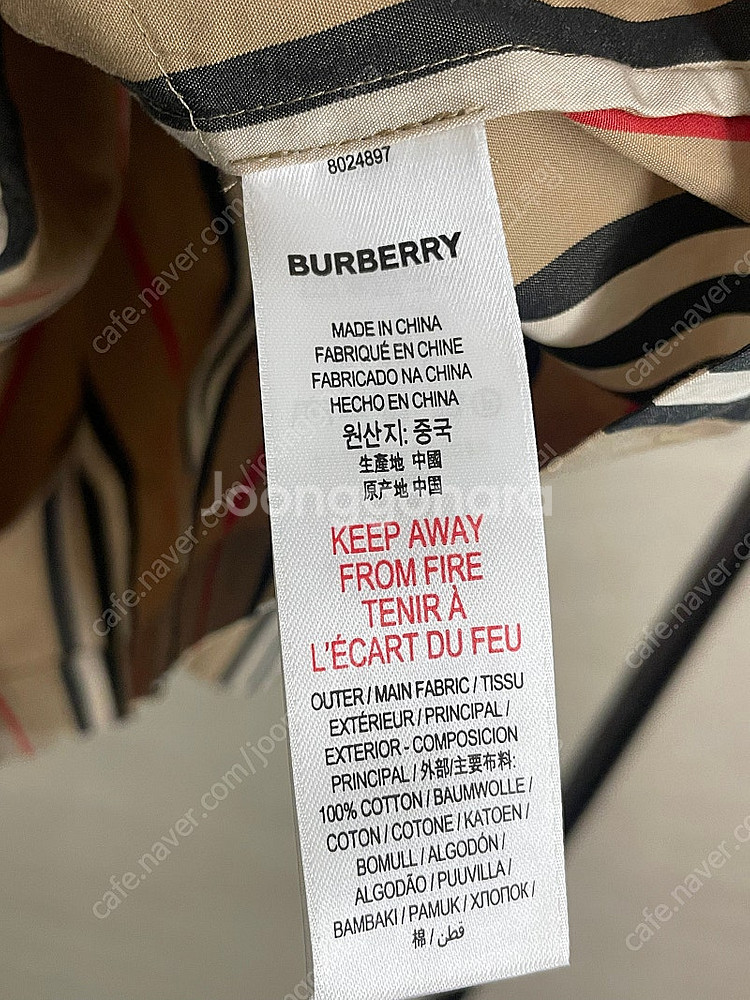 8024897
BURBERRY
MADE IN CHINA
FABRIQUÉ EN CHINE
FABRICADO NA CHINA
HECHO EN CHINA
원산지: 중국
生產地 中國
原产地 中国
KEEP AWAY
FROM FIRE
TENIR À
L'ÉCART DU FEU
OUTER / MAIN FABRIC / TISSU
EXTÉRIEUR / PRINCIPAL /
EXTERIOR - COMPOSICION
PRINCIPAL / 外部/主要布料:
100% COTTON / BAUMWOLLE /
COTON / COTONE / KATOEN /
BOMULL / ALGODÓN /
ALGODÃO / PUUVILLA /
BAMBAKI / PAMUK / ХЛОПОК /
棉 / قطن
Joonggonara
cafe.naver.com
cafe.naver.com
cafe.naver.com
cafe.naver.com
cafe.naver.com
cafe.naver.com